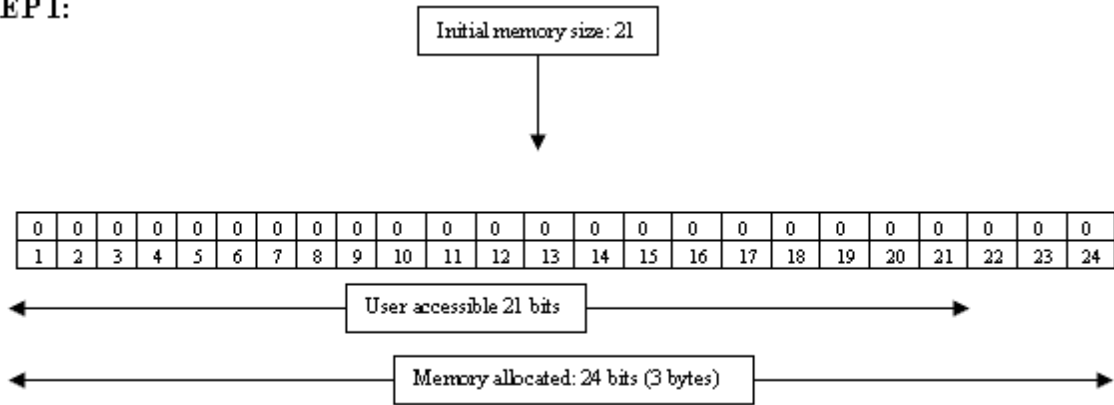 EP I:
Initial memory size: 21
0 0 0 0 0 0 0 0 0 0 0 0 0 0 0 0 0 0 0 0 0 0 0 0
1 2 3 4 5 6 7 8 9 10 11 12 13 14 15 16 17 18 19 20 21 22 23 24
User accessible 21 bits
Memory allocated: 24 bits (3 bytes)